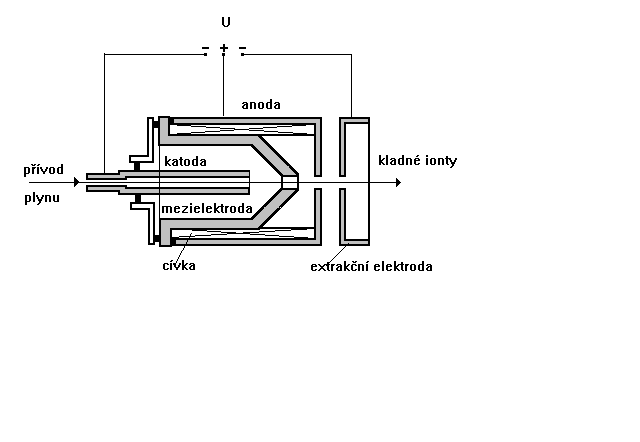 U
- + -
anoda
katoda
kladné ionty
přívod
plynu
mezielektroda
cívka
extrakční elektroda